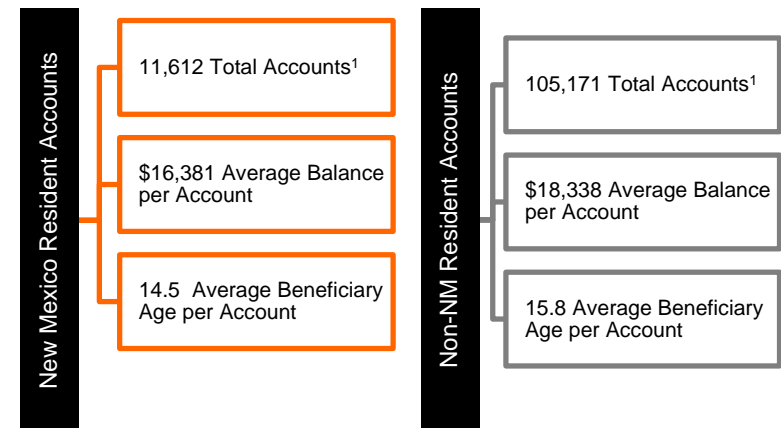 New Mexico Resident Accounts
11,612 Total Accounts¹
$16,381 Average Balance
per Account
14.5  Average Beneficiary
Age per Account
Non-NM Resident Accounts
105,171 Total Accounts¹
$18,338 Average Balance
per Account
15.8 Average Beneficiary
Age per Account